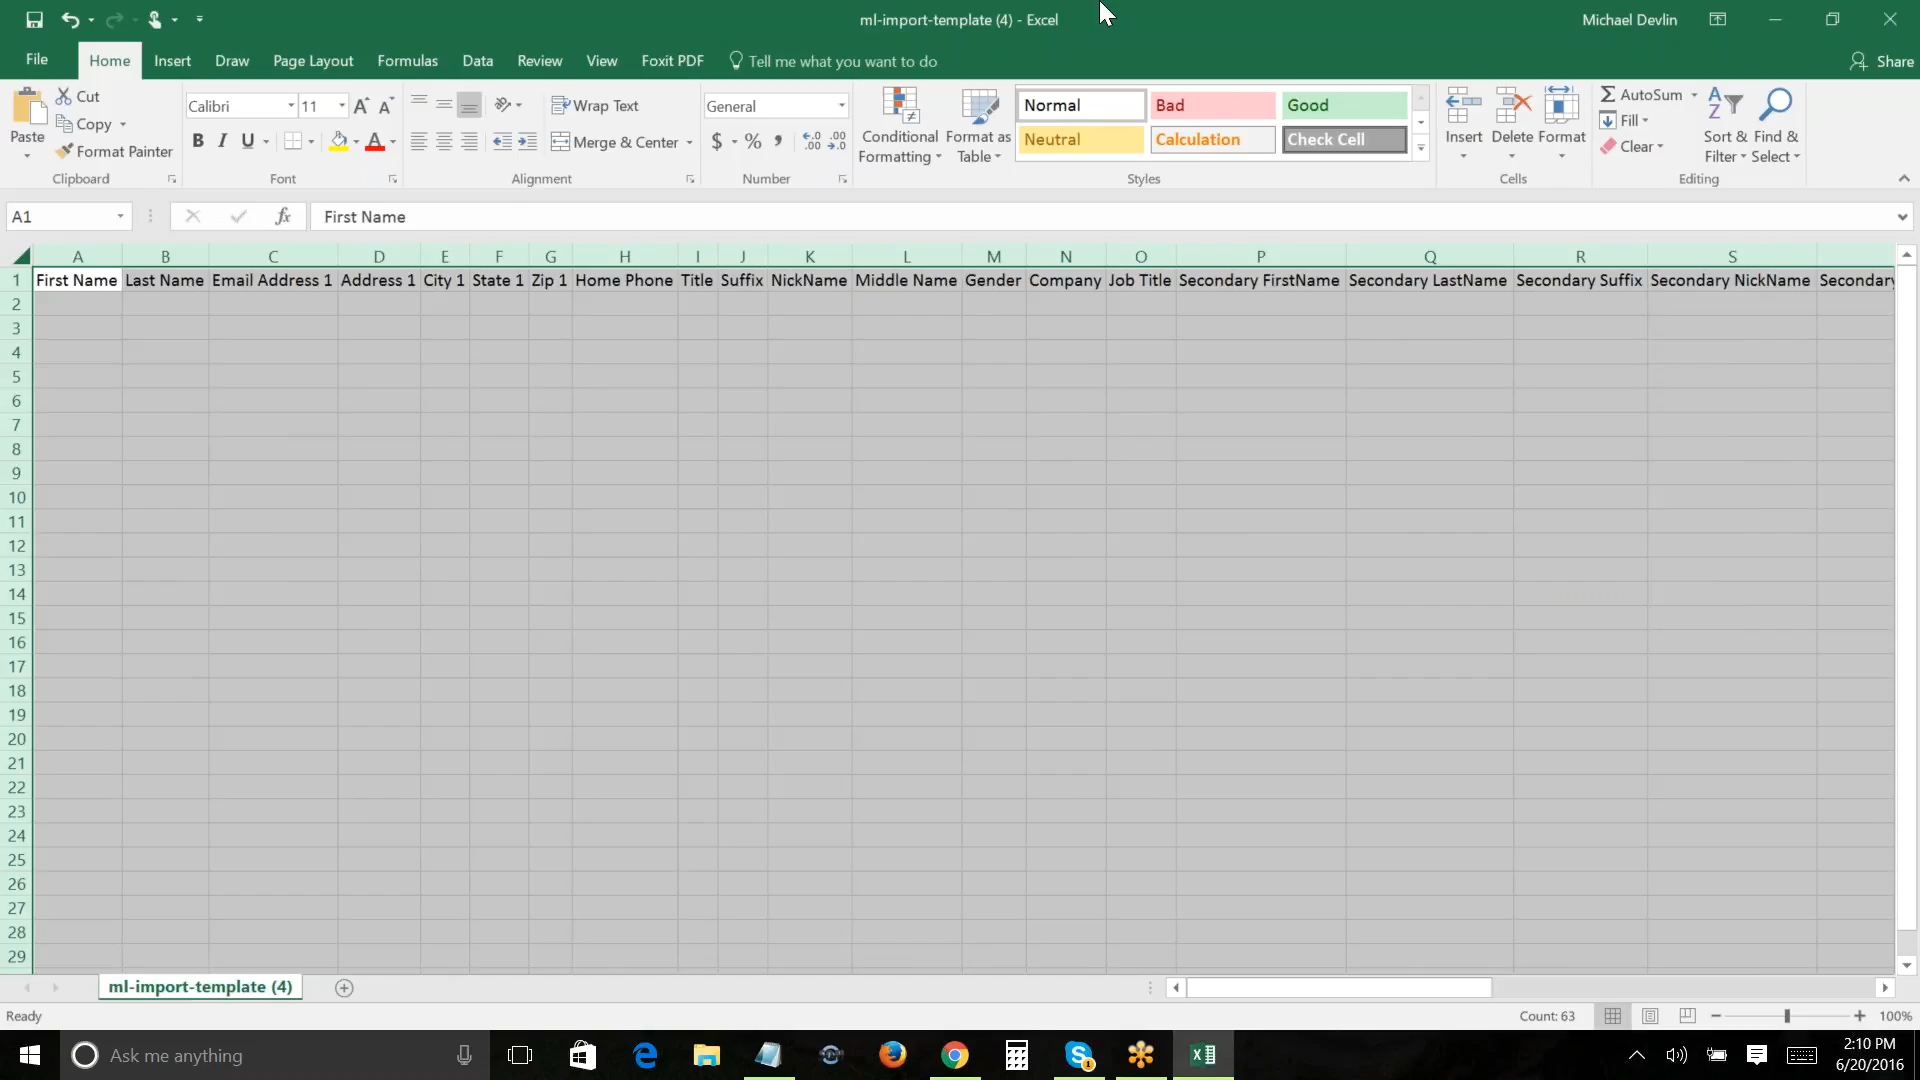 ml-import-template (4) - Excel
Michael Devlin
File Home Insert Draw Page Layout Formulas Data Review View Foxit PDF Tell me what you want to do Share
Paste
Cut
Copy
Format Painter
Clipboard
Calibri 11
B I U
Font
Wrap Text
Merge & Center
Alignment
General
$ % ,
Number
Conditional
Formatting
Format as
Table
Normal Bad Good
Neutral Calculation Check Cell
Styles
Insert Delete Format
Cells
AutoSum
Fill
Clear
Sort &
Filter
Find &
Select
Editing
A1 fx First Name
A B C D E F G H I J K L M N O P Q R S
1 First Name Last Name Email Address 1 Address 1 City 1 State 1 Zip 1 Home Phone Title Suffix NickName Middle Name Gender Company Job Title Secondary FirstName Secondary LastName Secondary Suffix Secondary NickName Secondary
2
3
4
5
6
7
8
9
10
11
12
13
14
15
16
17
18
19
20
21
22
23
24
25
26
27
28
29
ml-import-template (4)
Ready Count: 63 100%
Ask me anything
2:10 PM
6/20/2016